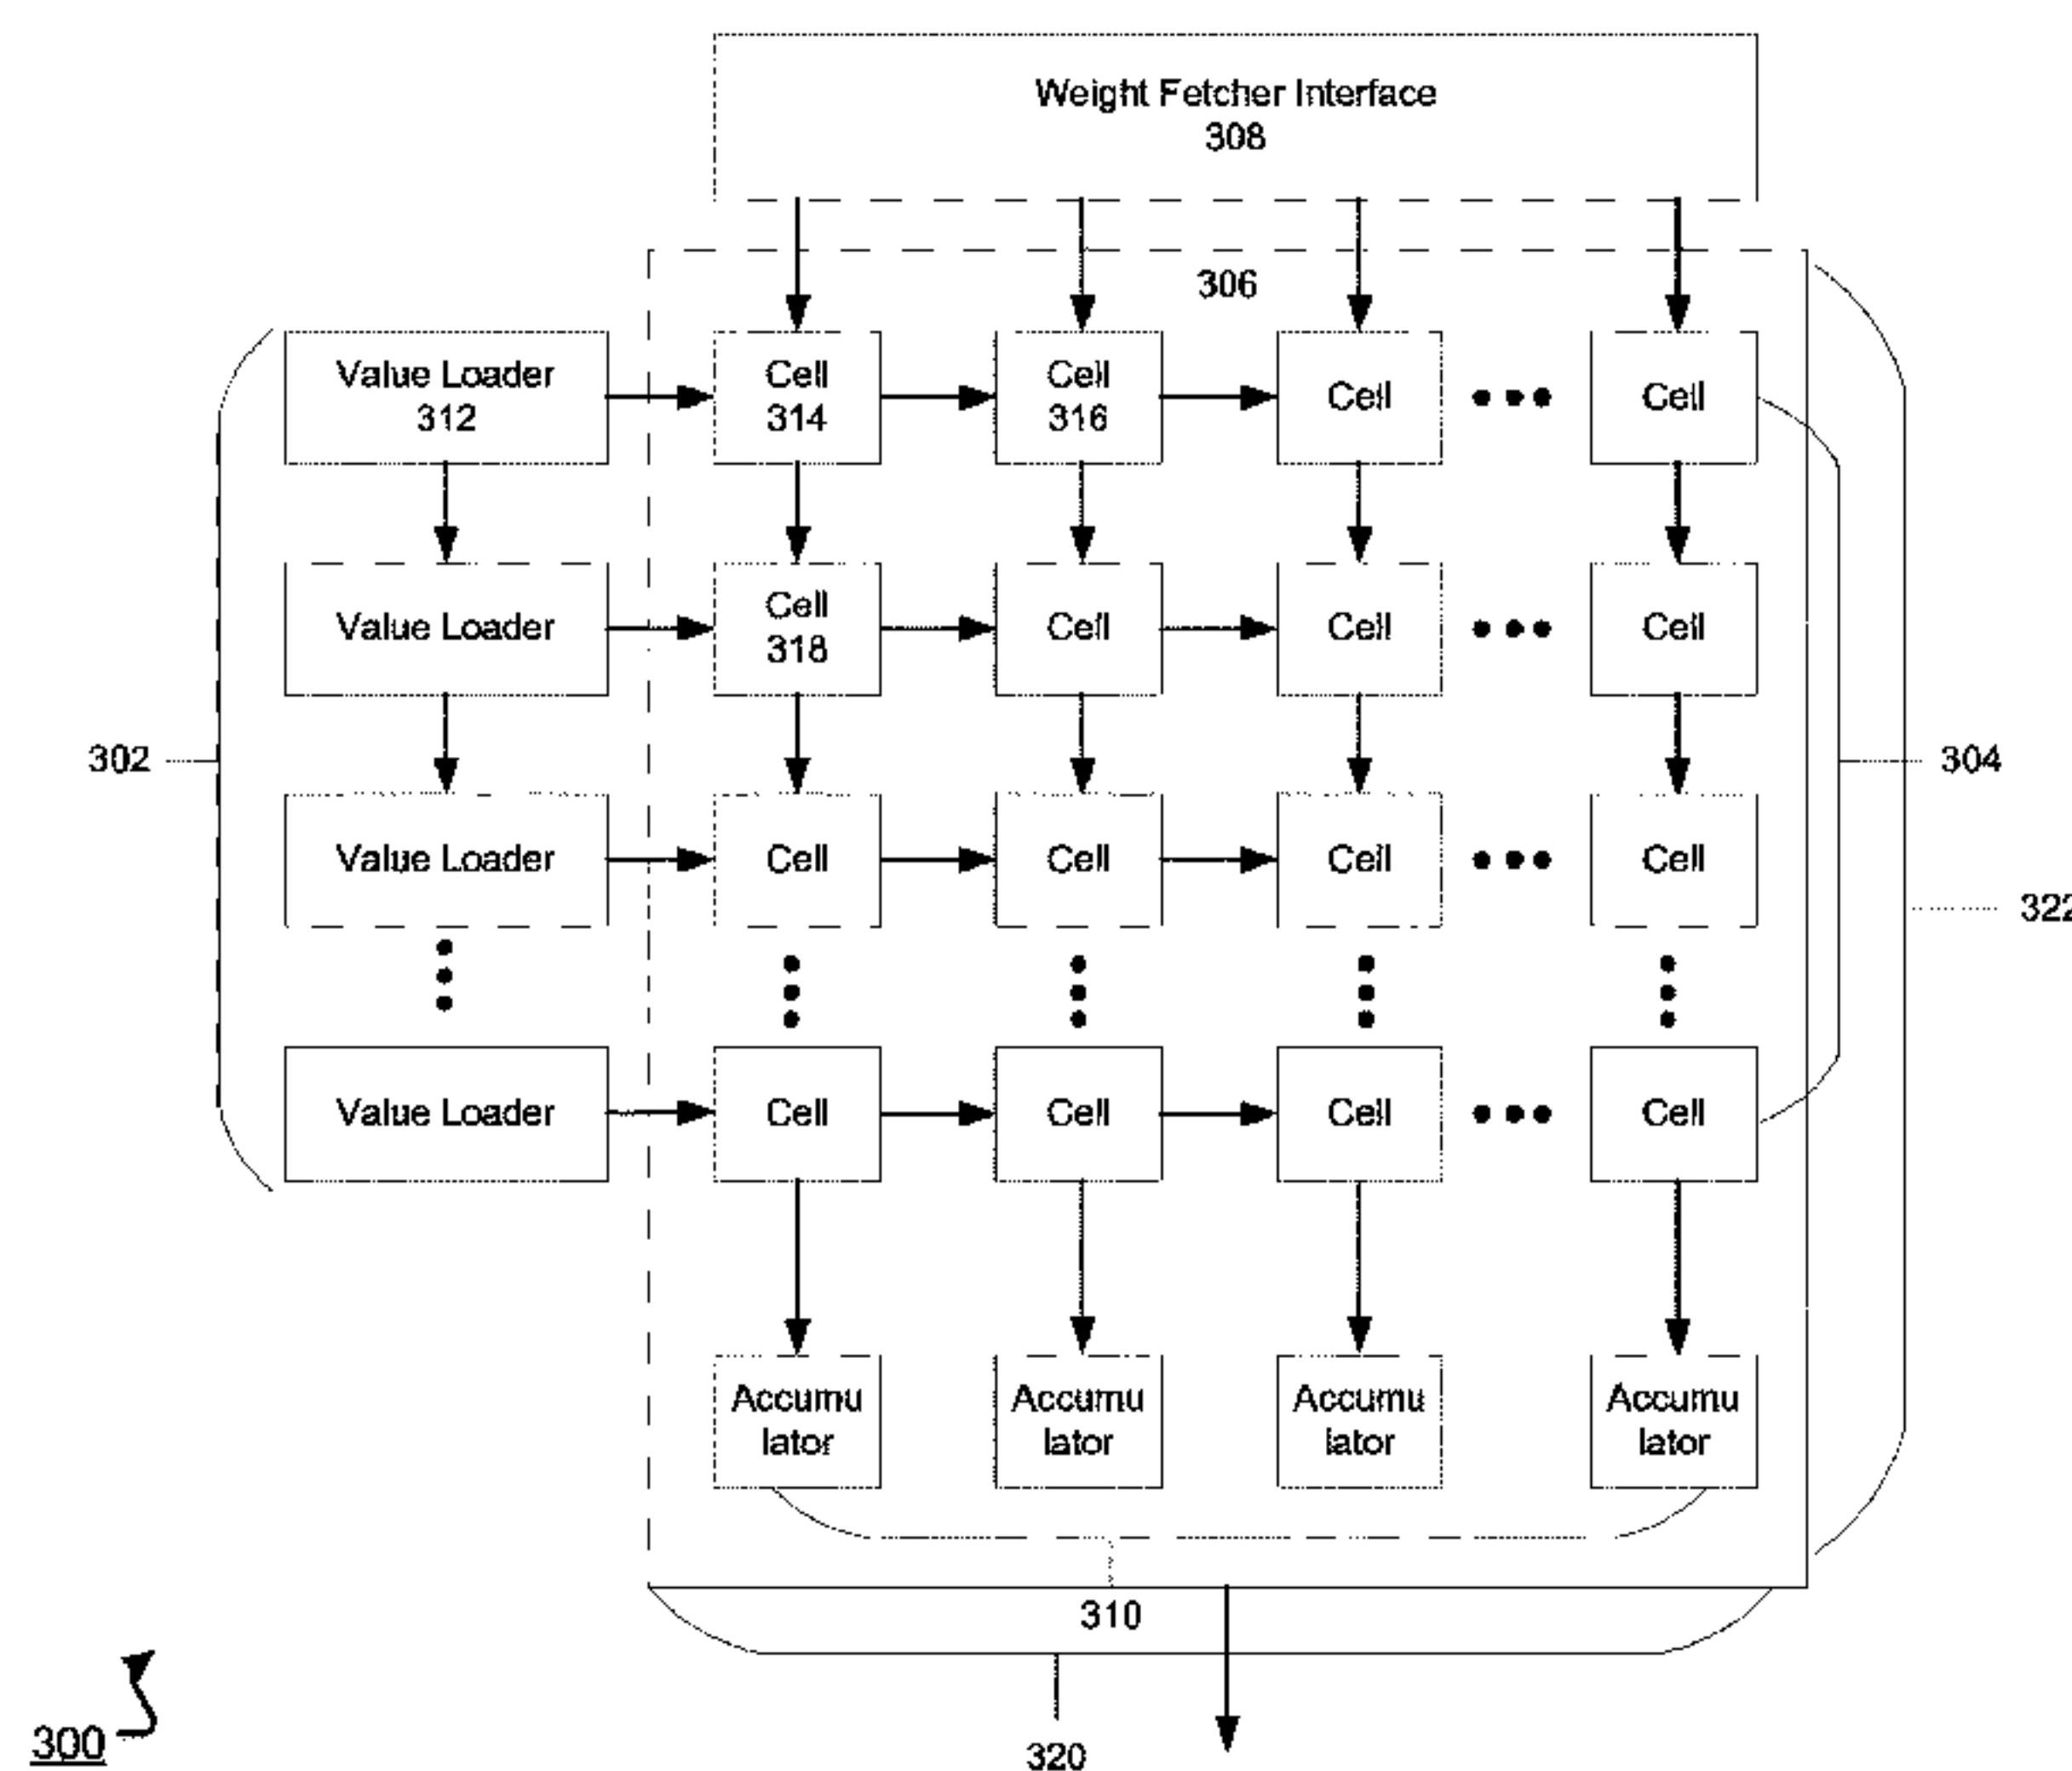 Weight Fetcher Interface
308
306
Value Loader
312
Cell
314
Cell
316
Cell
Cell
Value Loader
Cell
318
Cell
Cell
Cell
302
304
Value Loader
Cell
Cell
Cell
Cell
322
Value Loader
Cell
Cell
Cell
Cell
Accumu
lator
Accumu
lator
Accumu
lator
Accumu
lator
310
300
320